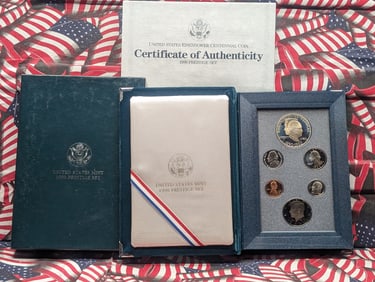 UNITED STATES EISENHOWER CENTENNIAL COIN
Certificate of Authenticity
1990 PRESTIGE SET
UNITED STATES MINT
1990 PRESTIGE SET
UNITED STATES MINT
1990 PRESTIGE SET